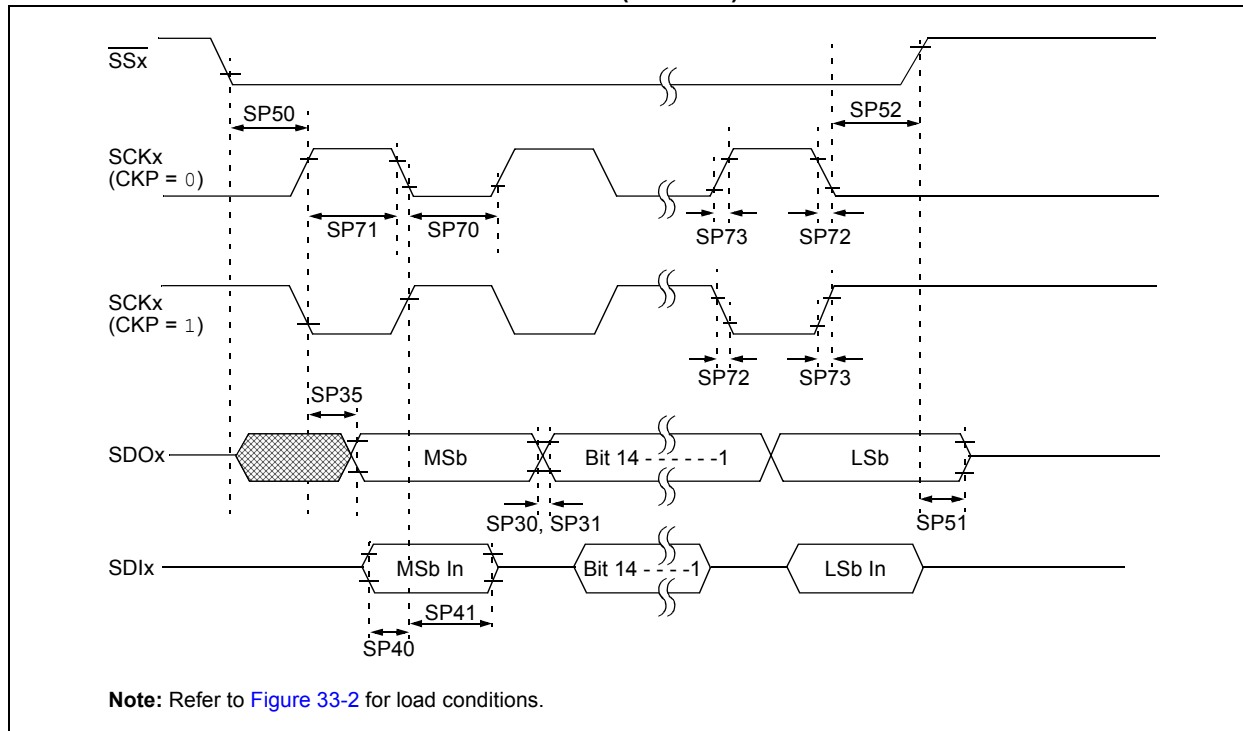 SSx
SP50
SP52
SCKx
(CKP = 0)
SP71
SP70
SP73
SP72
SCKx
(CKP = 1)
SP72
SP73
SP35
SDOx
MSb
Bit 14 - - - - - -1
LSb
SP30, SP31
SP51
SDIx
MSb In
Bit 14 - - - -1
LSb In
SP41
SP40
Note: Refer to Figure 33-2 for load conditions.